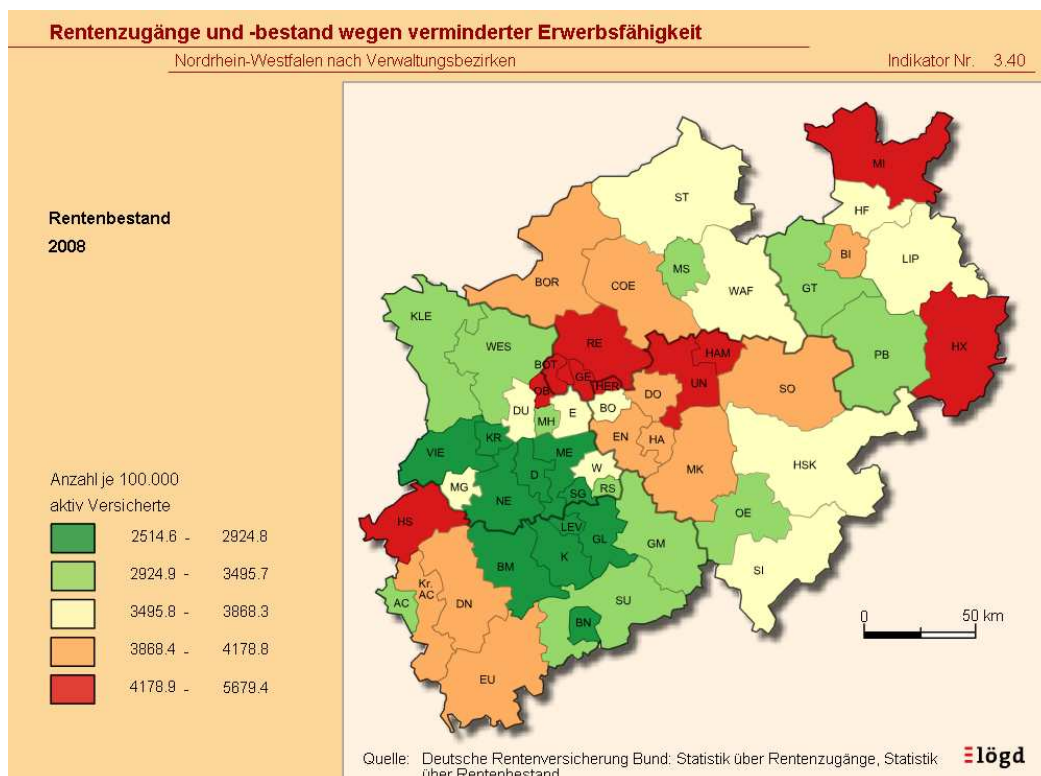 Rentenzugänge und -bestand wegen verminderter Erwerbsfähigkeit
Nordrhein-Westfalen nach Verwaltungsbezirken Indikator Nr. 3.40
Rentenbestand
2008
Anzahl je 100.000
aktiv Versicherte
2514.6 - 2924.8
2924.9 - 3495.7
3495.8 - 3868.3
3868.4 - 4178.8
4178.9 - 5679.4
MI
ST
HF
BI
LIP
MS
BOR
COE
WAF
GT
KLE
WES
RE
HAM
PB
HX
BOT
GE
HER
UN
SO
OB
DO
DU
MH
E
BO
EN
HA
VIE
KR
ME
MK
HSK
D
W
MG
NE
SG
RS
HS
OE
LEV
GL
GM
BM
K
SI
Kr.
AC
AC
DN
SU
BN
EU
0 50 km
Quelle: Deutsche Rentenversicherung Bund: Statistik über Rentenzugänge, Statistik
über Rentenbestand
lögd